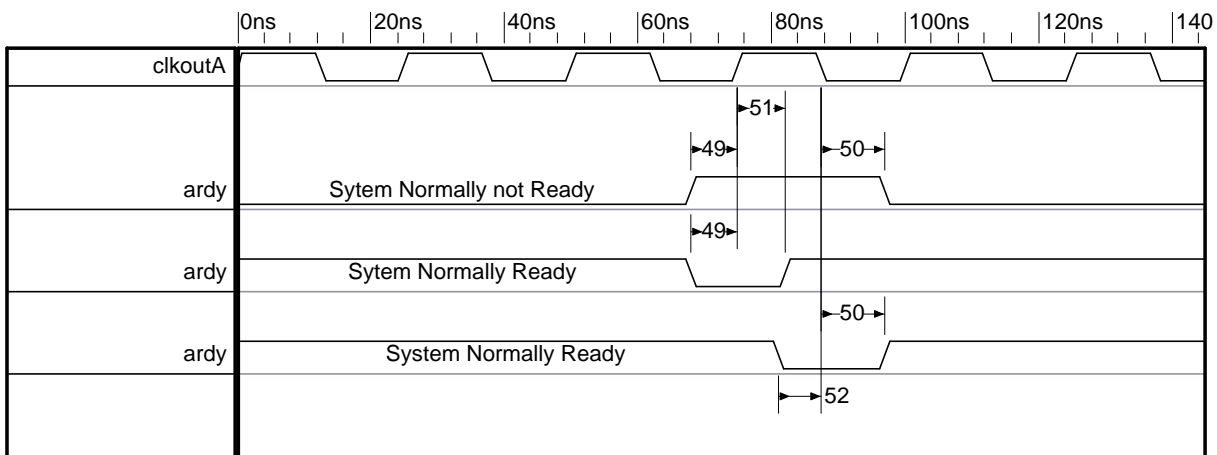 0ns 20ns 40ns 60ns 80ns 100ns 120ns 140
clkoutA
51
49 50
ardy Sytem Normally not Ready
49
ardy Sytem Normally Ready
50
ardy System Normally Ready
52